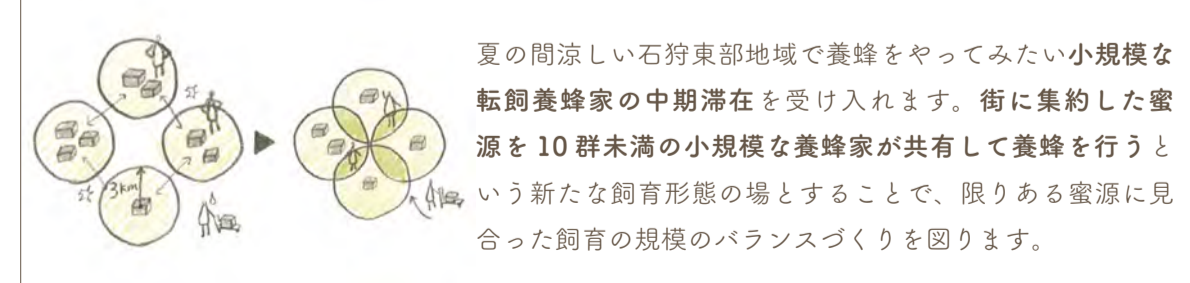 3km
夏の間涼しい石狩東部地域で養蜂をやってみたい小規模な
転飼養蜂家の中期滞在を受け入れます。街に集約した蜜
源を 10 群未満の小規模な養蜂家が共有して養蜂を行うと
いう新たな飼育形態の場とすることで、限りある蜜源に見
合った飼育の規模のバランスづくりを図ります。